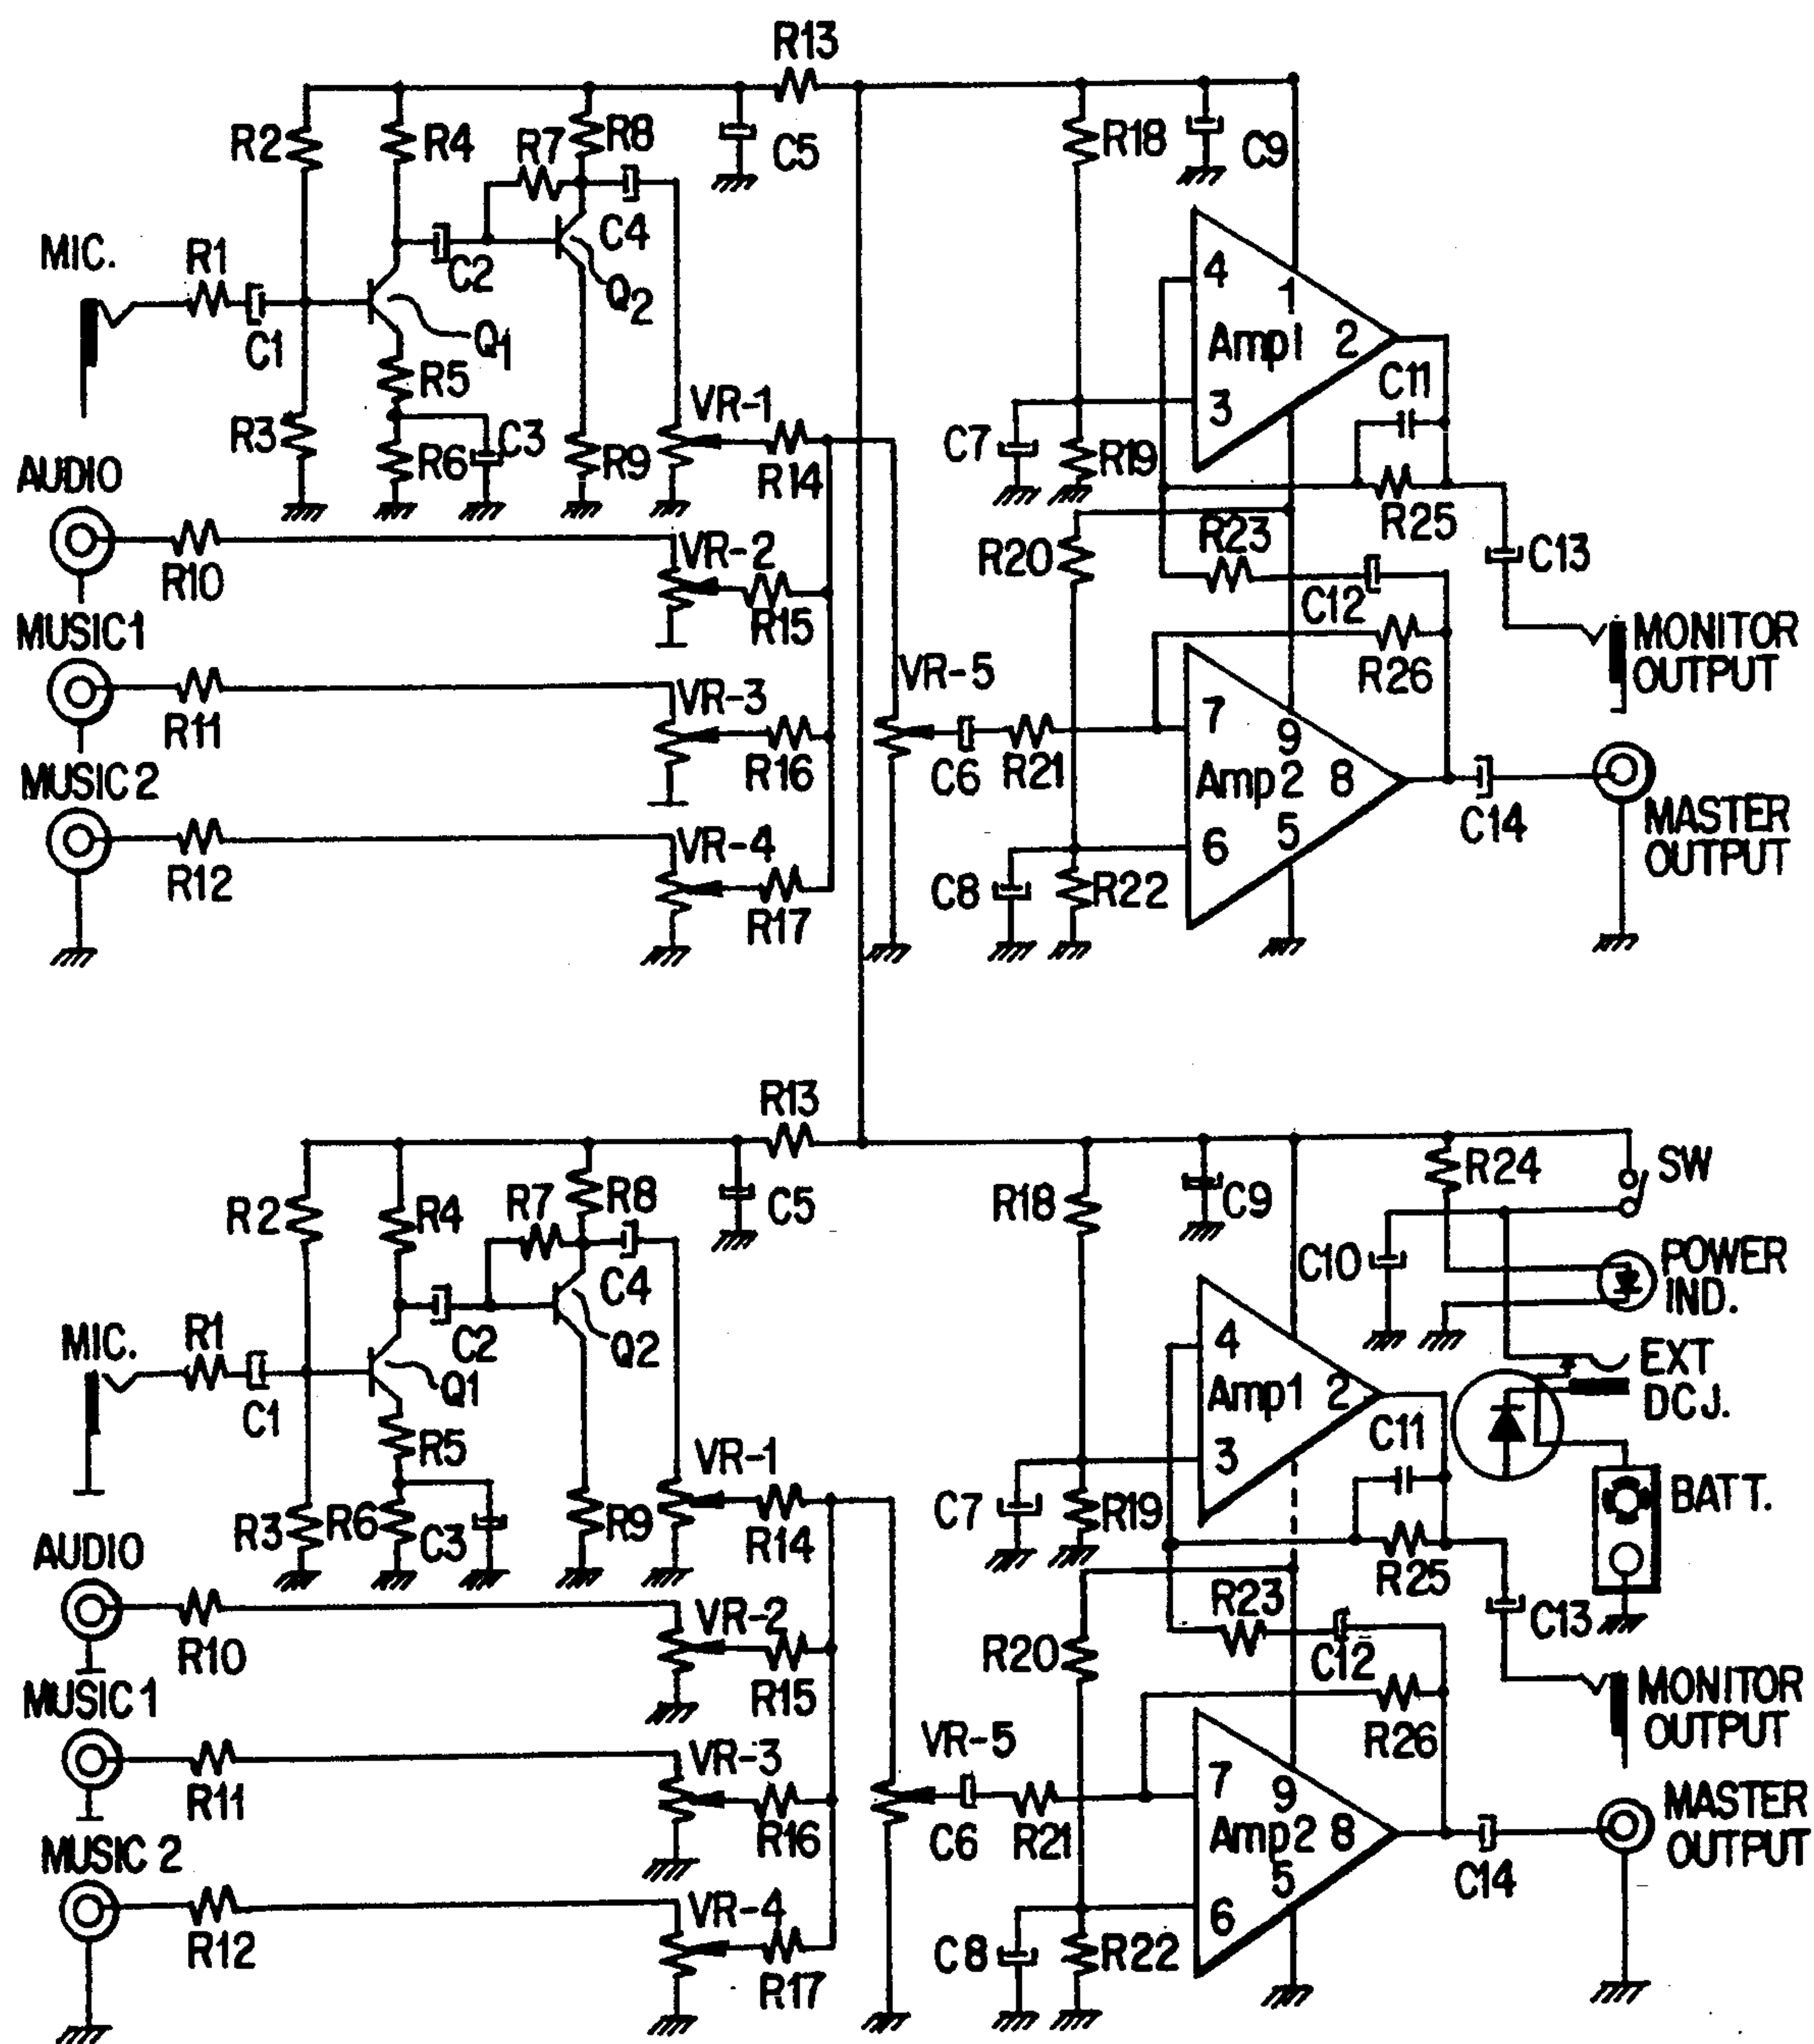 R13
R2
R4
R7
R8
C5
R18
C9
MIC.
R1
C1
C2
C4
Q2
Q1
R5
R3
R6
C3
R9
VR-1
R14
4
1
Amp1
2
3
C11
C7
R19
R25
AUDIO
R10
VR-2
R15
R20
R23
C12
C13
MUSIC1
R11
VR-3
R16
VR-5
R26
MONITOR
OUTPUT
C6
R21
7
9
Amp2
8
5
6
MUSIC 2
R12
VR-4
R17
C8
R22
C14
MASTER
OUTPUT
R13
R2
R4
R7
R8
C5
R18
C9
R24
SW
C10
POWER
IND.
MIC.
R1
C1
C2
C4
Q2
Q1
R5
R3
R6
C3
R9
VR-1
R14
4
Amp1
2
3
C11
C7
R19
R25
EXT
DCJ.
BATT.
AUDIO
R10
VR-2
R15
R20
R23
C12
C13
MUSIC 1
R11
VR-3
R16
VR-5
R26
MONITOR
OUTPUT
C6
R21
7
9
Amp2
8
5
6
MUSIC 2
R12
VR-4
R17
C8
R22
C14
MASTER
OUTPUT